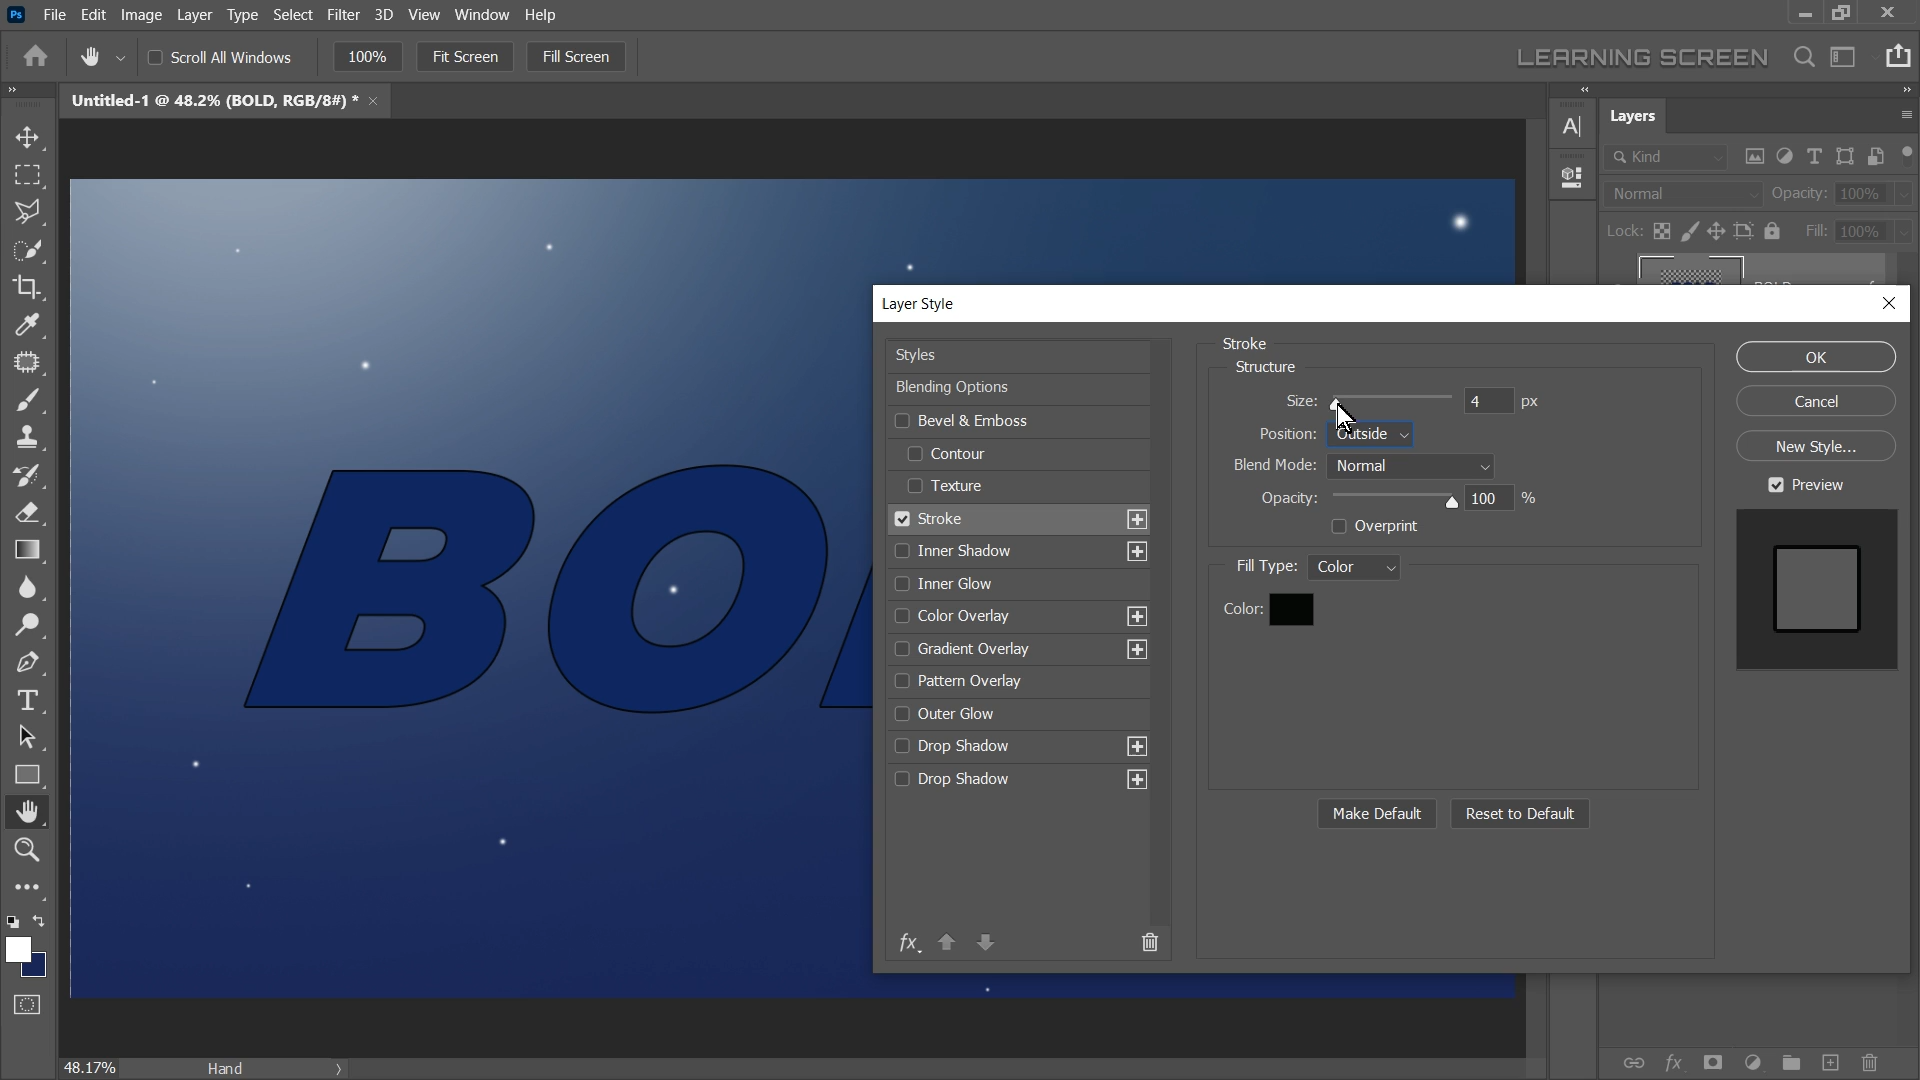 Ps File Edit Image Layer Type Select Filter 3D View Window Help
Scroll All Windows 100% Fit Screen Fill Screen LEARNING SCREEN
Untitled-1 @ 48.2% (BOLD, RGB/8#) *
Layers
Kind
Normal Opacity: 100%
Lock: Fill: 100%
Layer Style
Styles
Blending Options
Bevel & Emboss
Contour
Texture
Stroke
Inner Shadow
Inner Glow
Color Overlay
Gradient Overlay
Pattern Overlay
Outer Glow
Drop Shadow
Drop Shadow
fx
Stroke
Structure
Size: 4 px
Position: Outside
Blend Mode: Normal
Opacity: 100 %
Overprint
Fill Type: Color
Color:
Make Default Reset to Default
OK
Cancel
New Style...
Preview
BO
48.17% Hand
fx